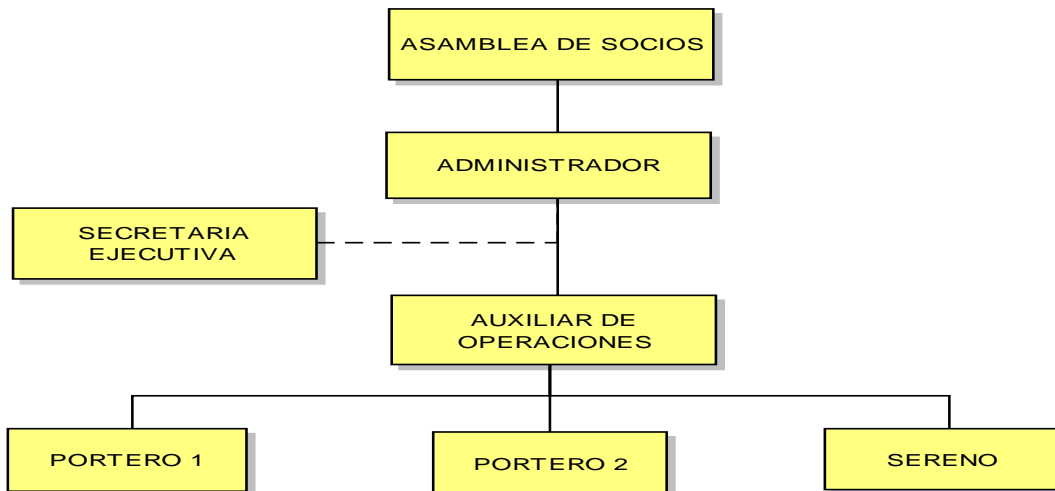 ASAMBLEA DE SOCIOS
ADMINISTRADOR
SECRETARIA
EJECUTIVA
AUXILIAR DE
OPERACIONES
PORTERO 1
PORTERO 2
SERENO